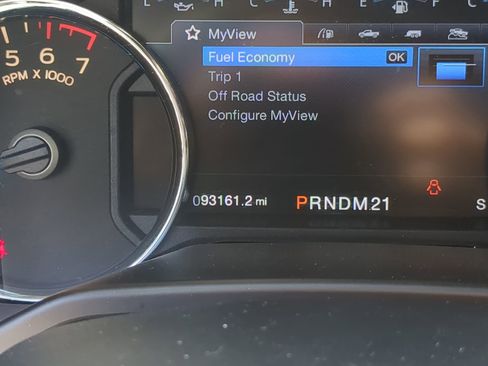 C H E F C
MyView
5 6 7
RPM X 1000
Fuel Economy OK
Trip 1
Off Road Status
Configure MyView
093161.2 mi PRNDM21 S